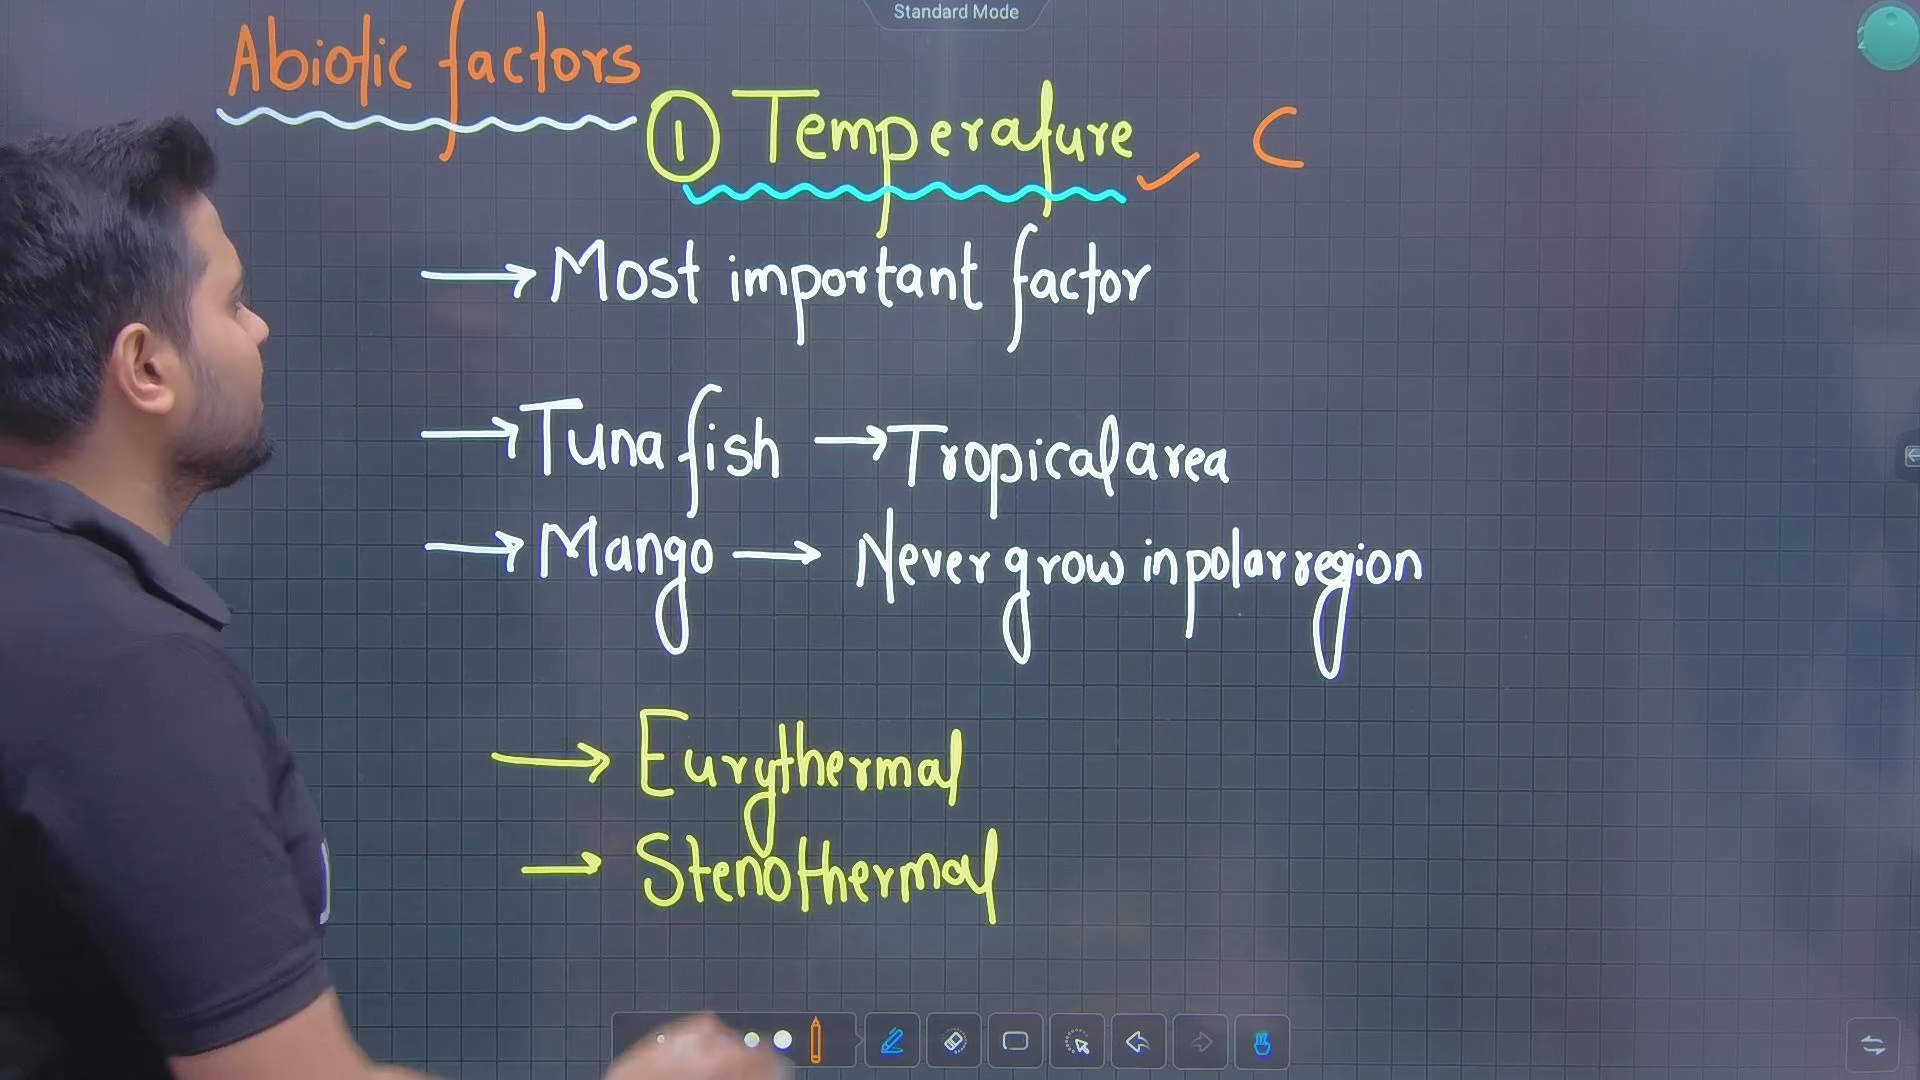 Standard Mode
Abiotic factors
① Temperature ✓ C
→ Most important factor
→ Tuna fish → Tropical area
→ Mango → Never grow in polar region
→ Eurythermal
→ Stenothermal